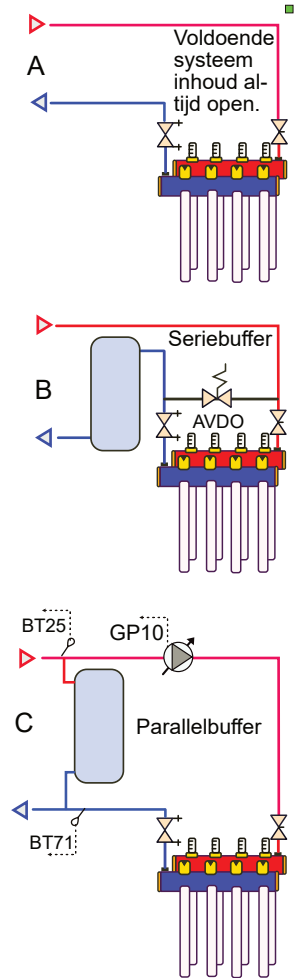 A
Voldoende
systeem
inhoud al-
tijd open.
Seriebuffer
B
AVDO
BT25
GP10
C
Parallelbuffer
BT71